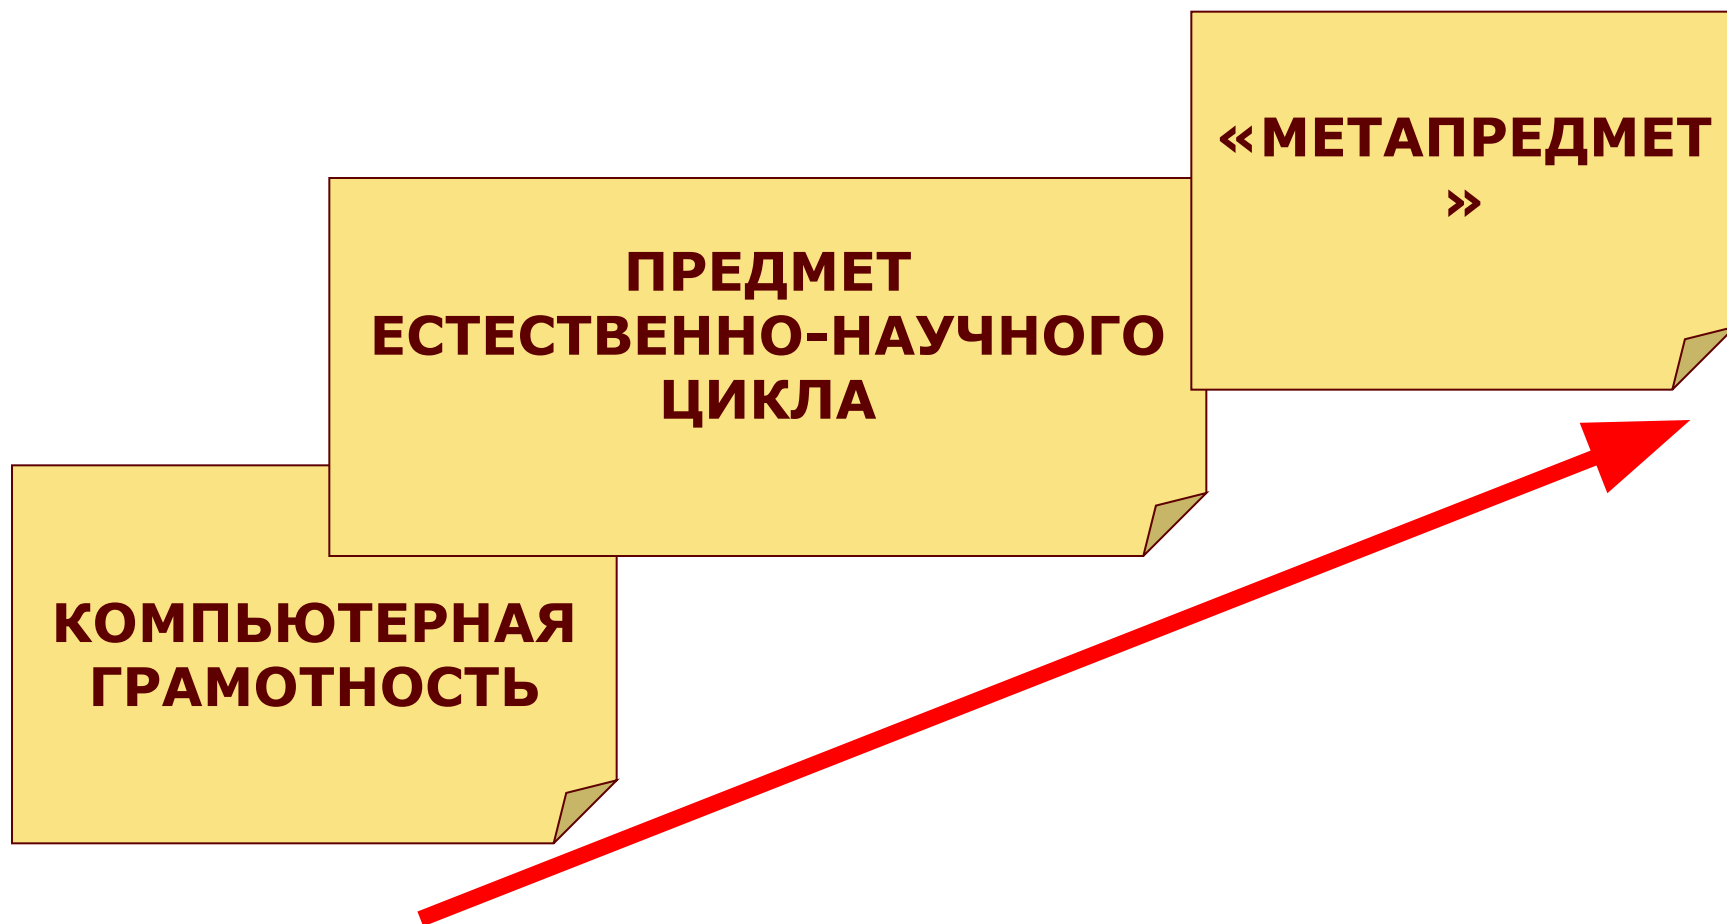 «МЕТАПРЕДМЕТ
»
ПРЕДМЕТ
ЕСТЕСТВЕННО-НАУЧНОГО
ЦИКЛА
КОМПЬЮТЕРНАЯ
ГРАМОТНОСТЬ